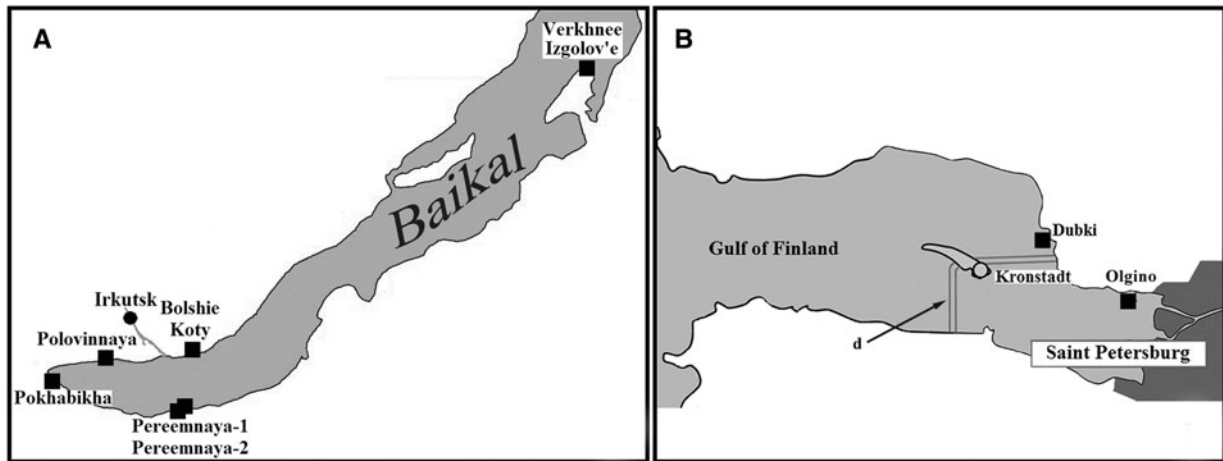 A
Verkhnee
Izgolov'e
Baikal
Irkutsk
Bolshie
Koty
Polovinnaya
Pokhabikha
Pereemnaya-1
Pereemnaya-2
B
Gulf of Finland
Dubki
Kronstadt
Olgino
d
Saint Petersburg